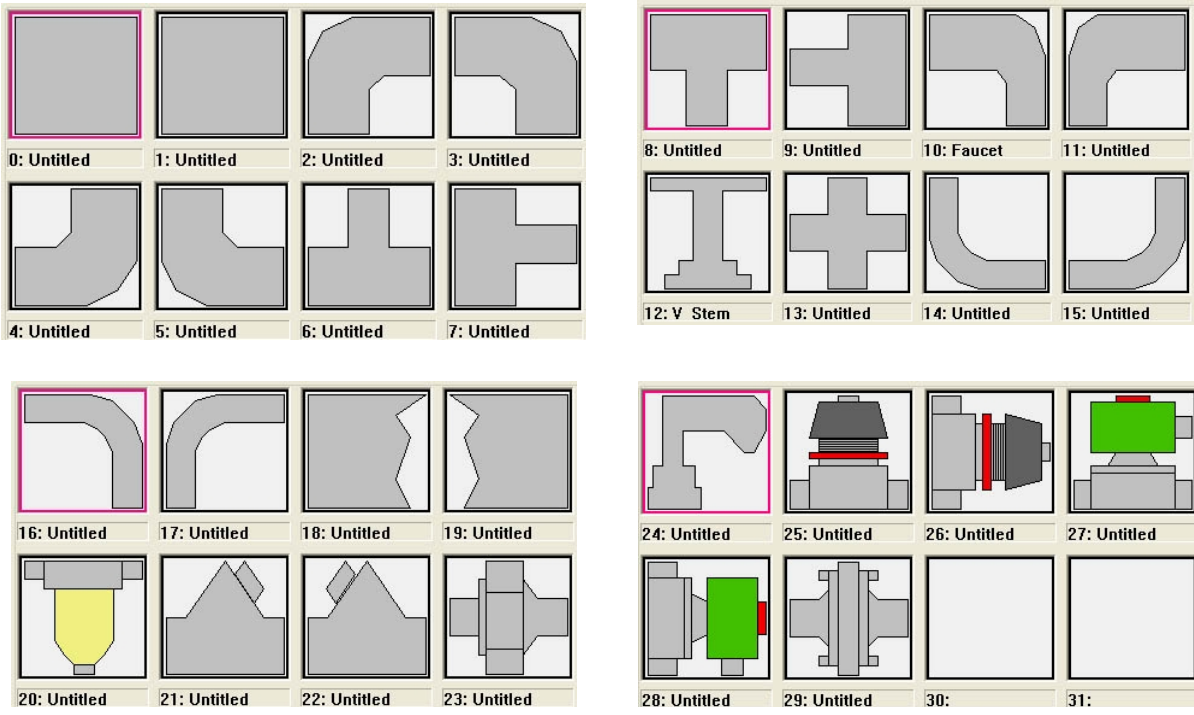 0: Untitled 1: Untitled 2: Untitled 3: Untitled
4: Untitled 5: Untitled 6: Untitled 7: Untitled
8: Untitled 9: Untitled 10: Faucet 11: Untitled
12: V Stem 13: Untitled 14: Untitled 15: Untitled
16: Untitled 17: Untitled 18: Untitled 19: Untitled
20: Untitled 21: Untitled 22: Untitled 23: Untitled
24: Untitled 25: Untitled 26: Untitled 27: Untitled
28: Untitled 29: Untitled 30: 31: